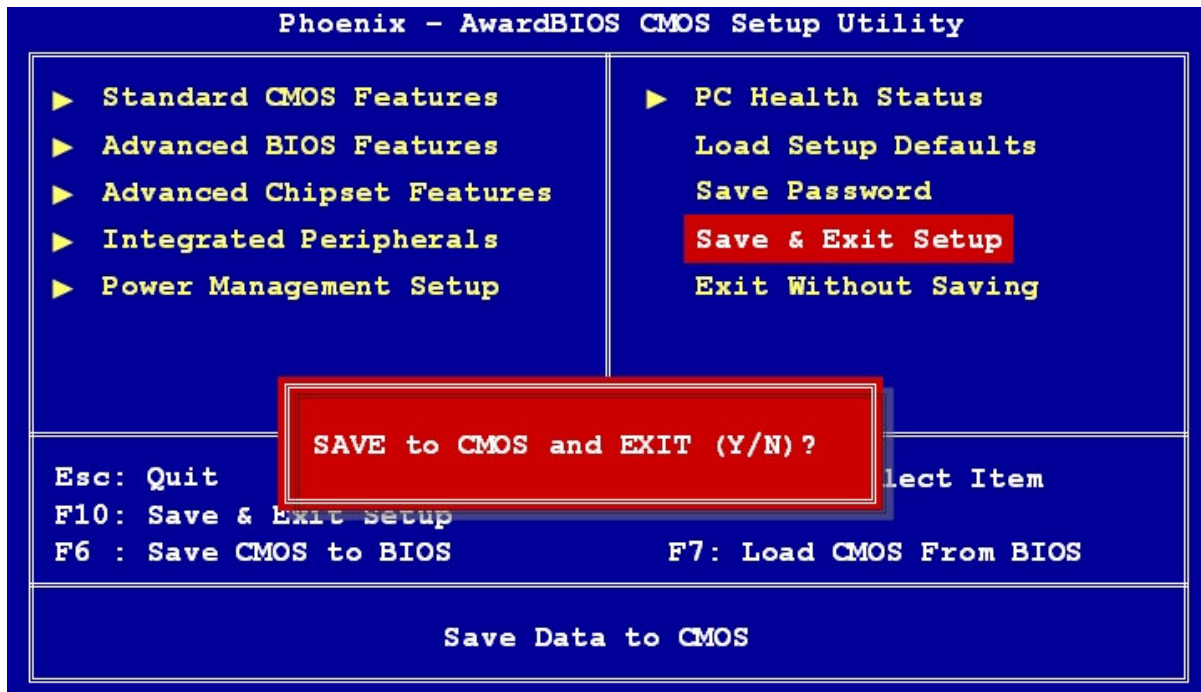 Phoenix – AwardBIOS CMOS Setup Utility
Standard CMOS Features
Advanced BIOS Features
Advanced Chipset Features
Integrated Peripherals
Power Management Setup
PC Health Status
Load Setup Defaults
Save Password
Save & Exit Setup
Exit Without Saving
SAVE to CMOS and EXIT (Y/N)?
Esc: Quit
Item
F10: Save & Exit Setup
F6 : Save CMOS to BIOS
F7: Load CMOS From BIOS
Save Data to CMOS